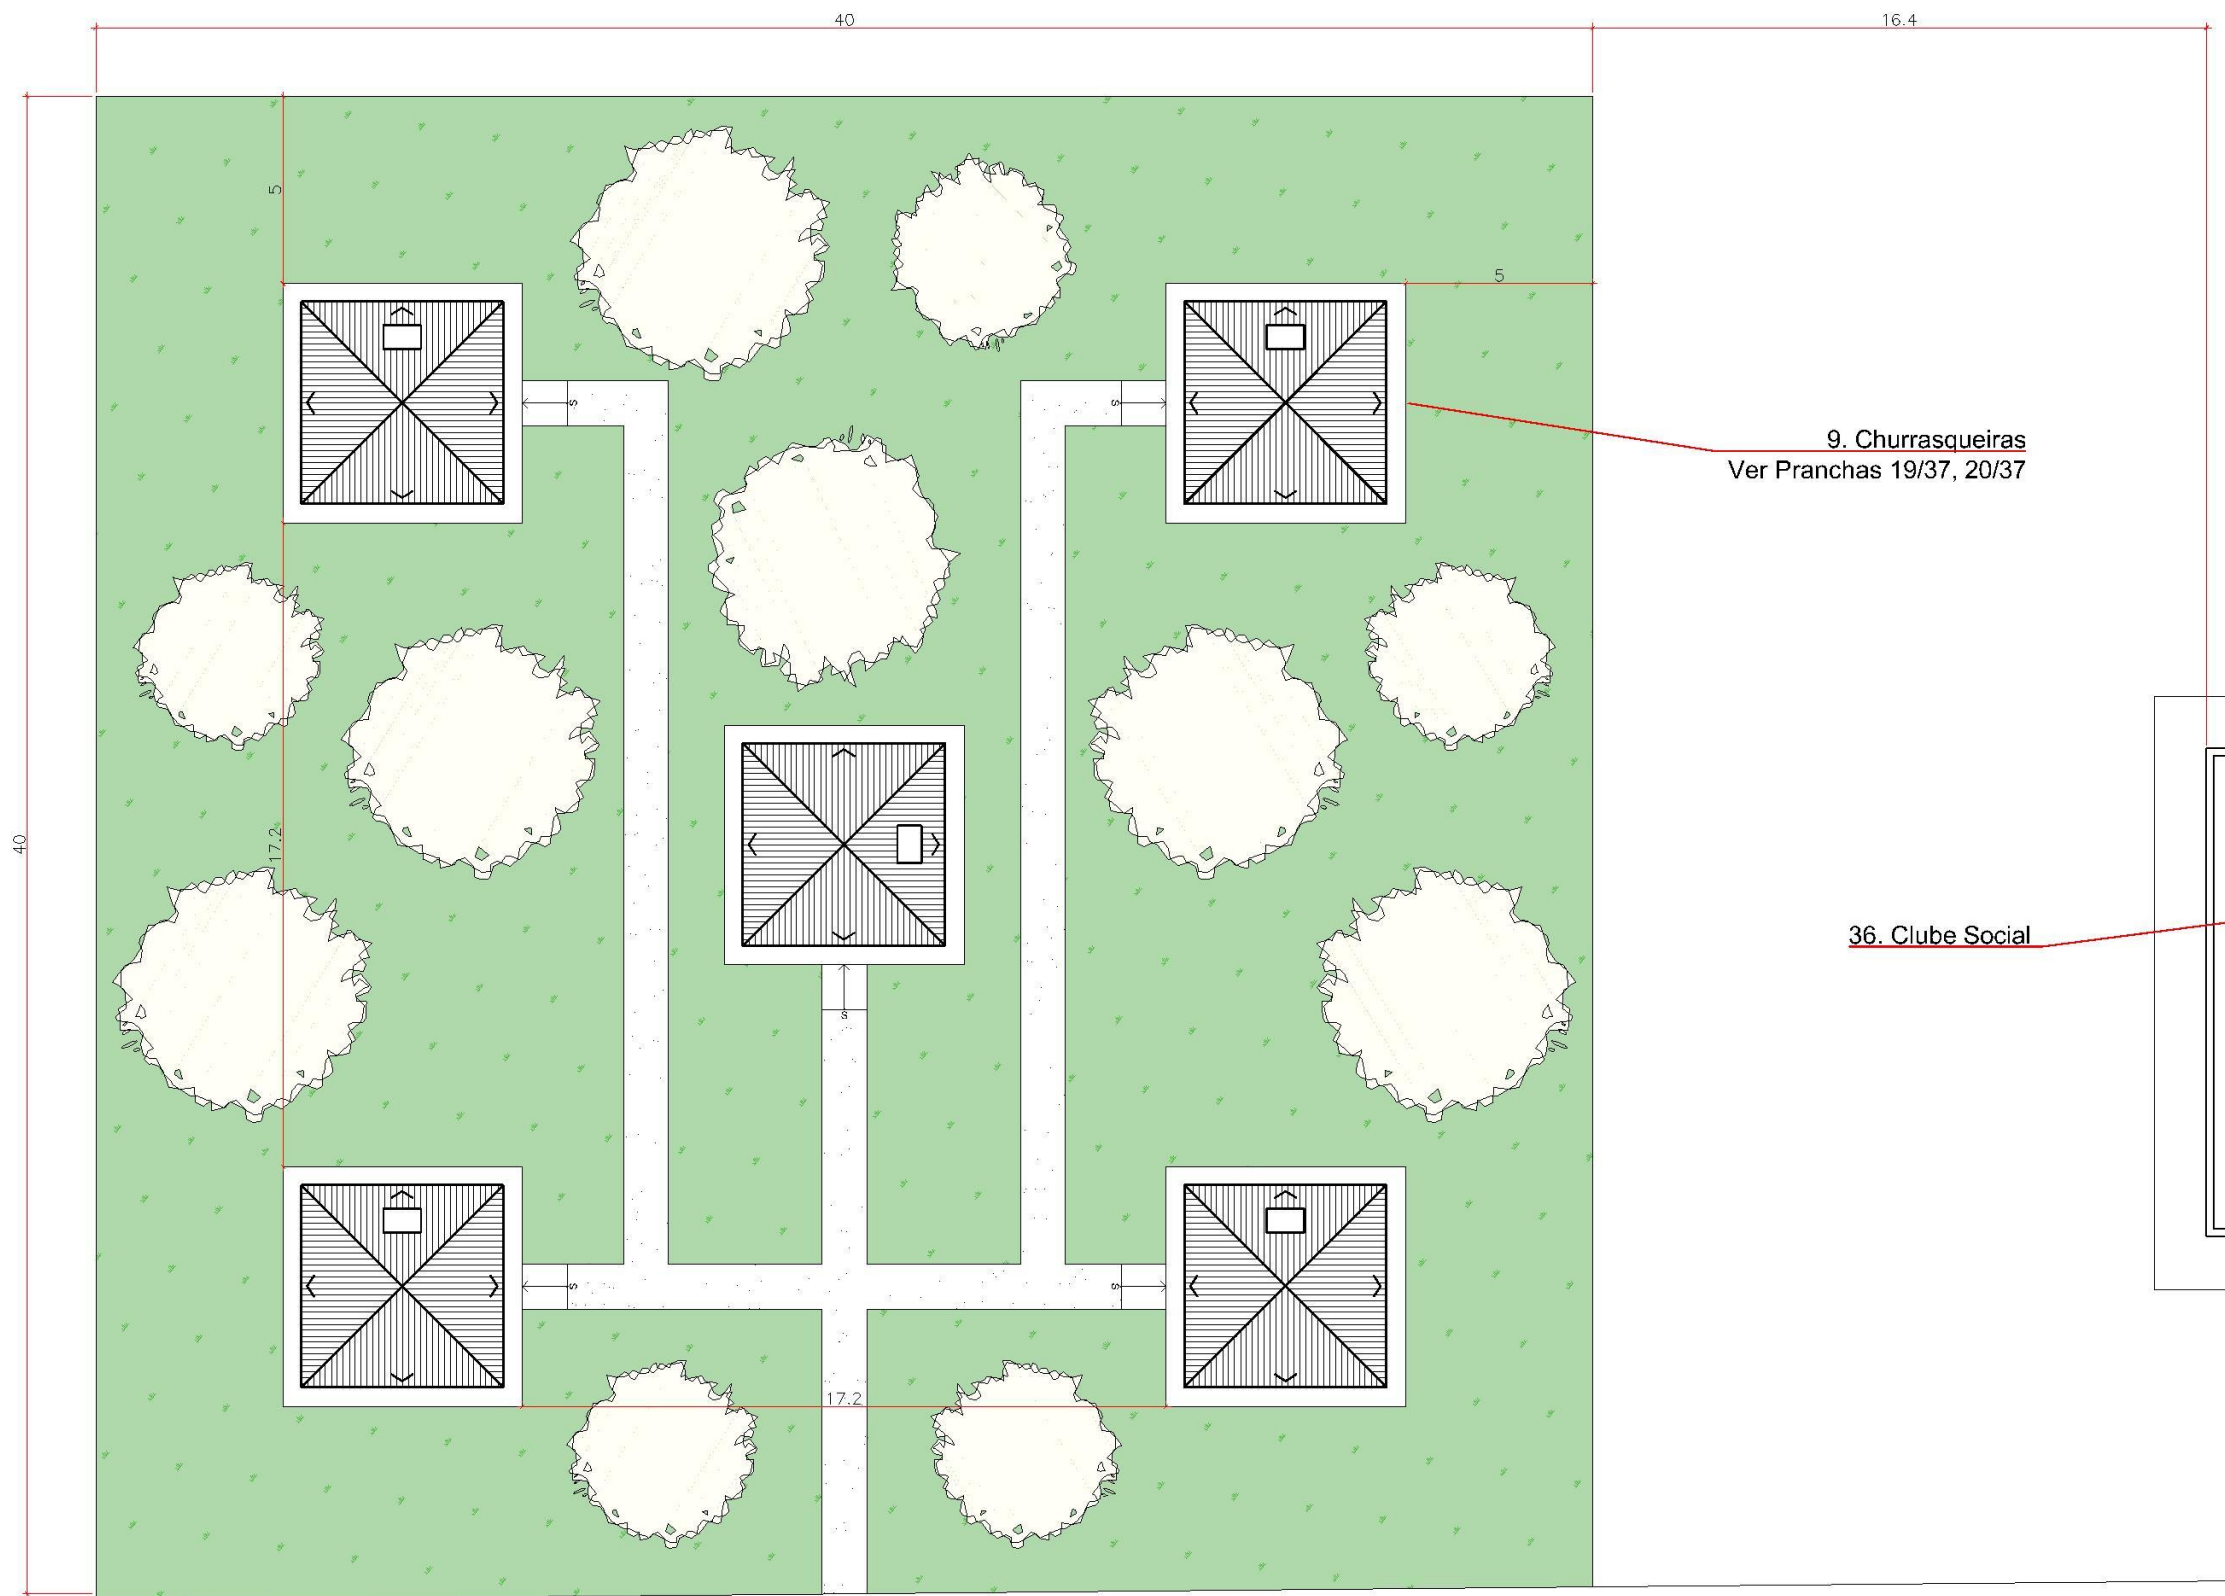 40
16.4
5
5
s
s
9. Churrasqueiras
Ver Pranchas 19/37, 20/37
40
17.2
36. Clube Social
s
s
s
17.2